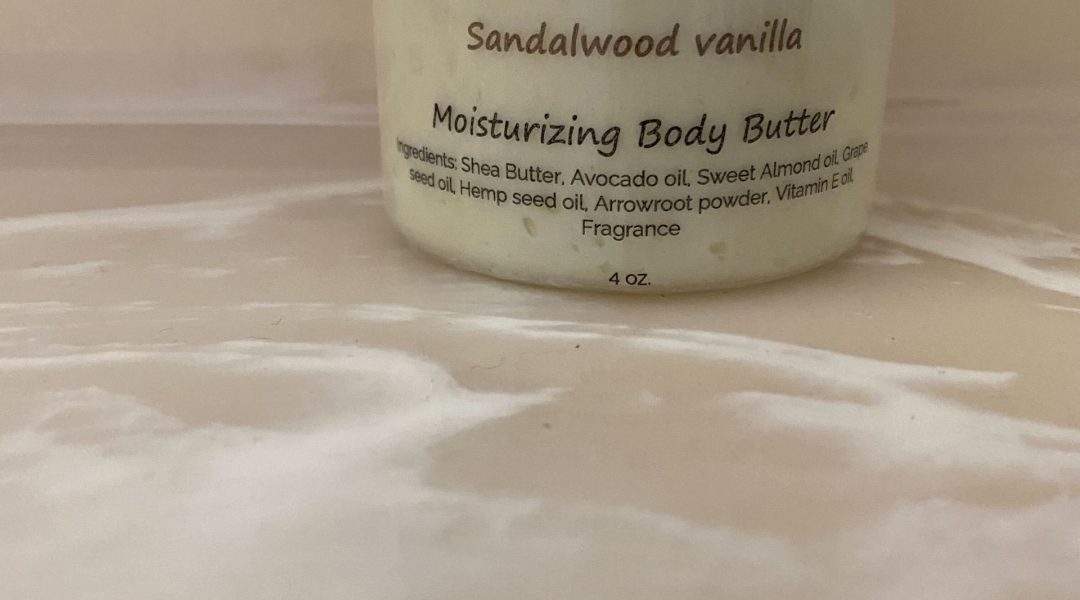 Sandalwood vanilla
Moisturizing Body Butter
Ingredients: Shea Butter, Avocado oil, Sweet Almond oil, Grape
seed oil, Hemp seed oil, Arrowroot powder, Vitamin E oil,
Fragrance
4 oz.